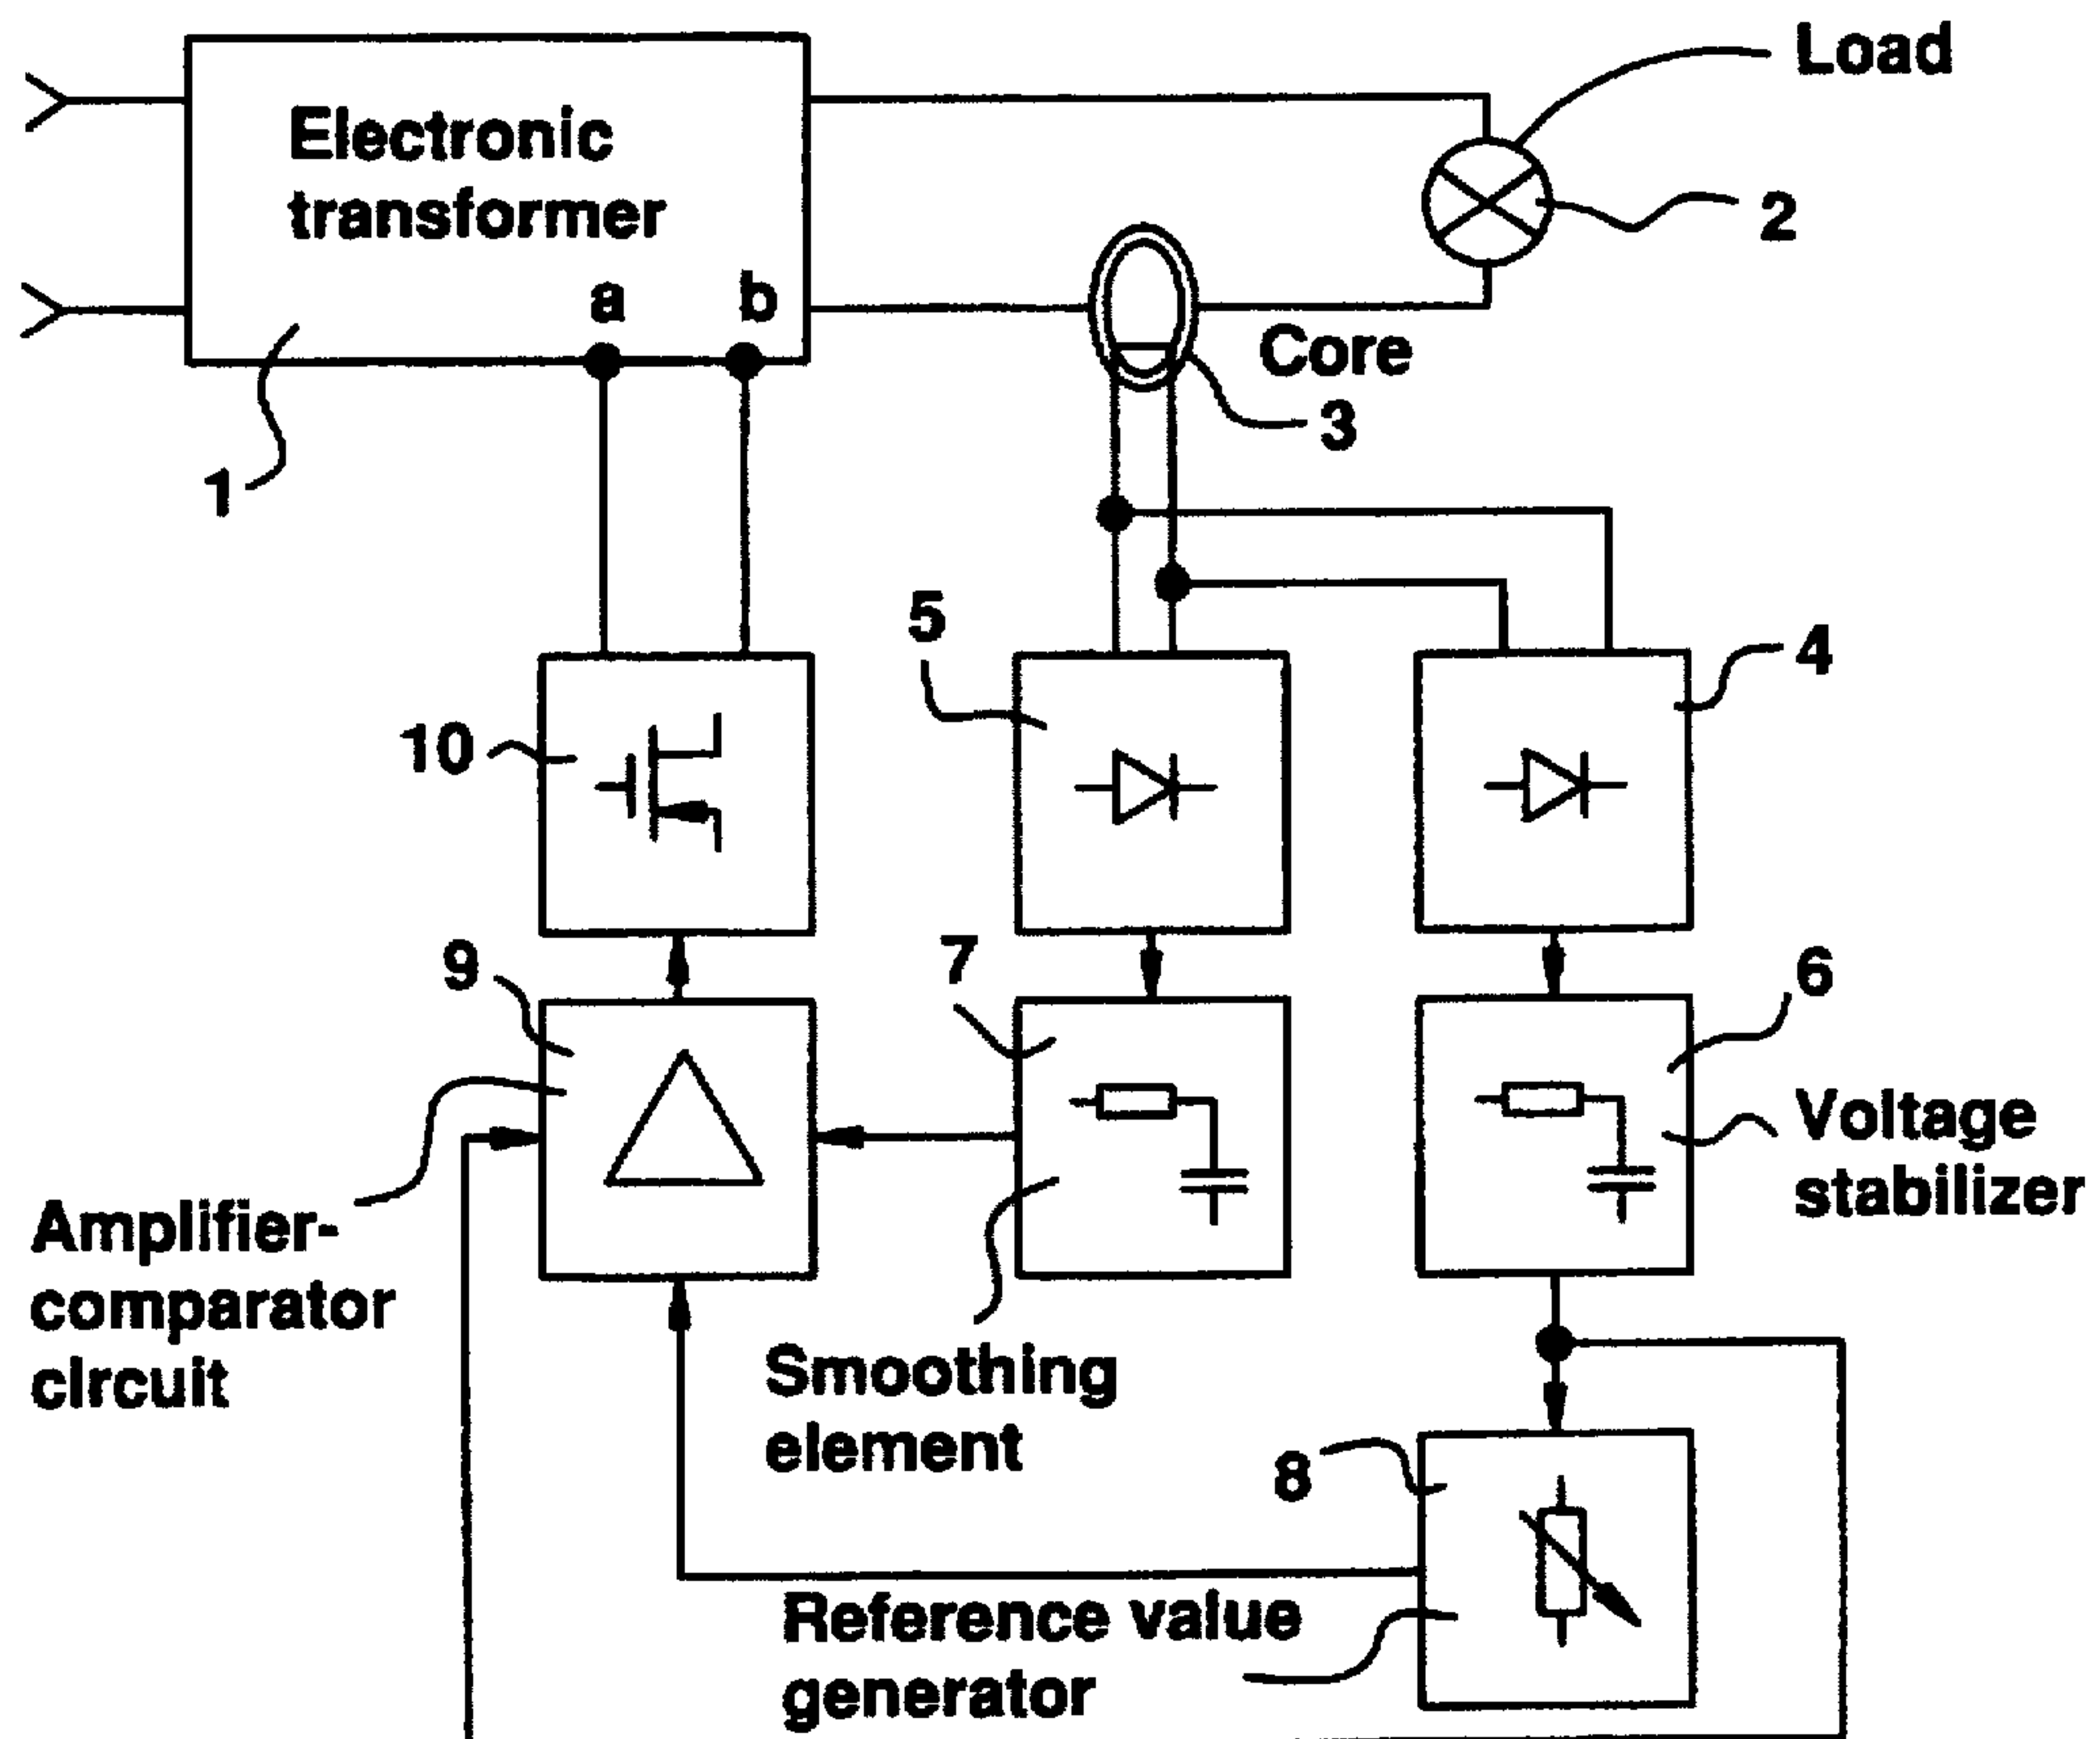 Load
Electronic
transformer
2
a b
Core
3
1
5
4
10
9
7
6
Voltage
stabilizer
Amplifier-
comparator
circuit
Smoothing
element
8
Reference value
generator